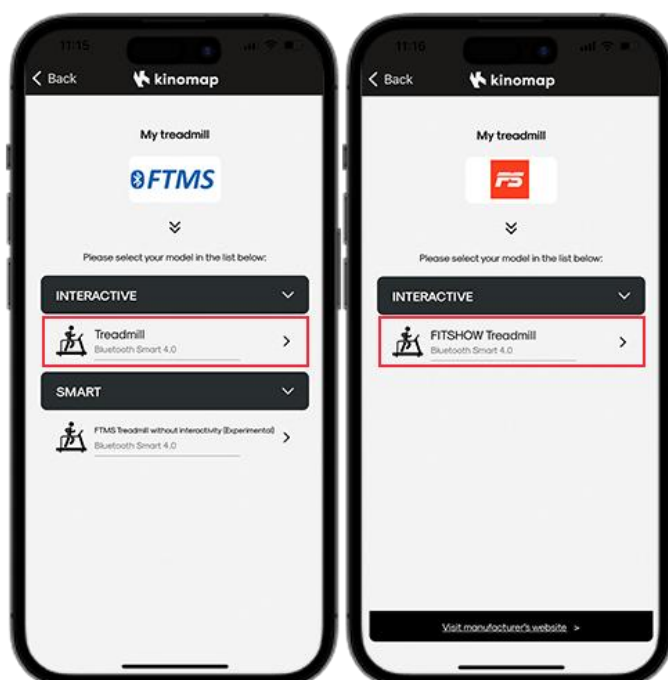 11:15
Back
kinomap
My treadmill
FTMS
Please select your model in the list below:
INTERACTIVE
Treadmill
Bluetooth Smart 4.0
SMART
FTMS Treadmill without interactivity (Experimental)
Bluetooth Smart 4.0
11:16
Back
kinomap
My treadmill
FS
Please select your model in the list below:
INTERACTIVE
FITSHOW Treadmill
Bluetooth Smart 4.0
Visit manufacturer's website >